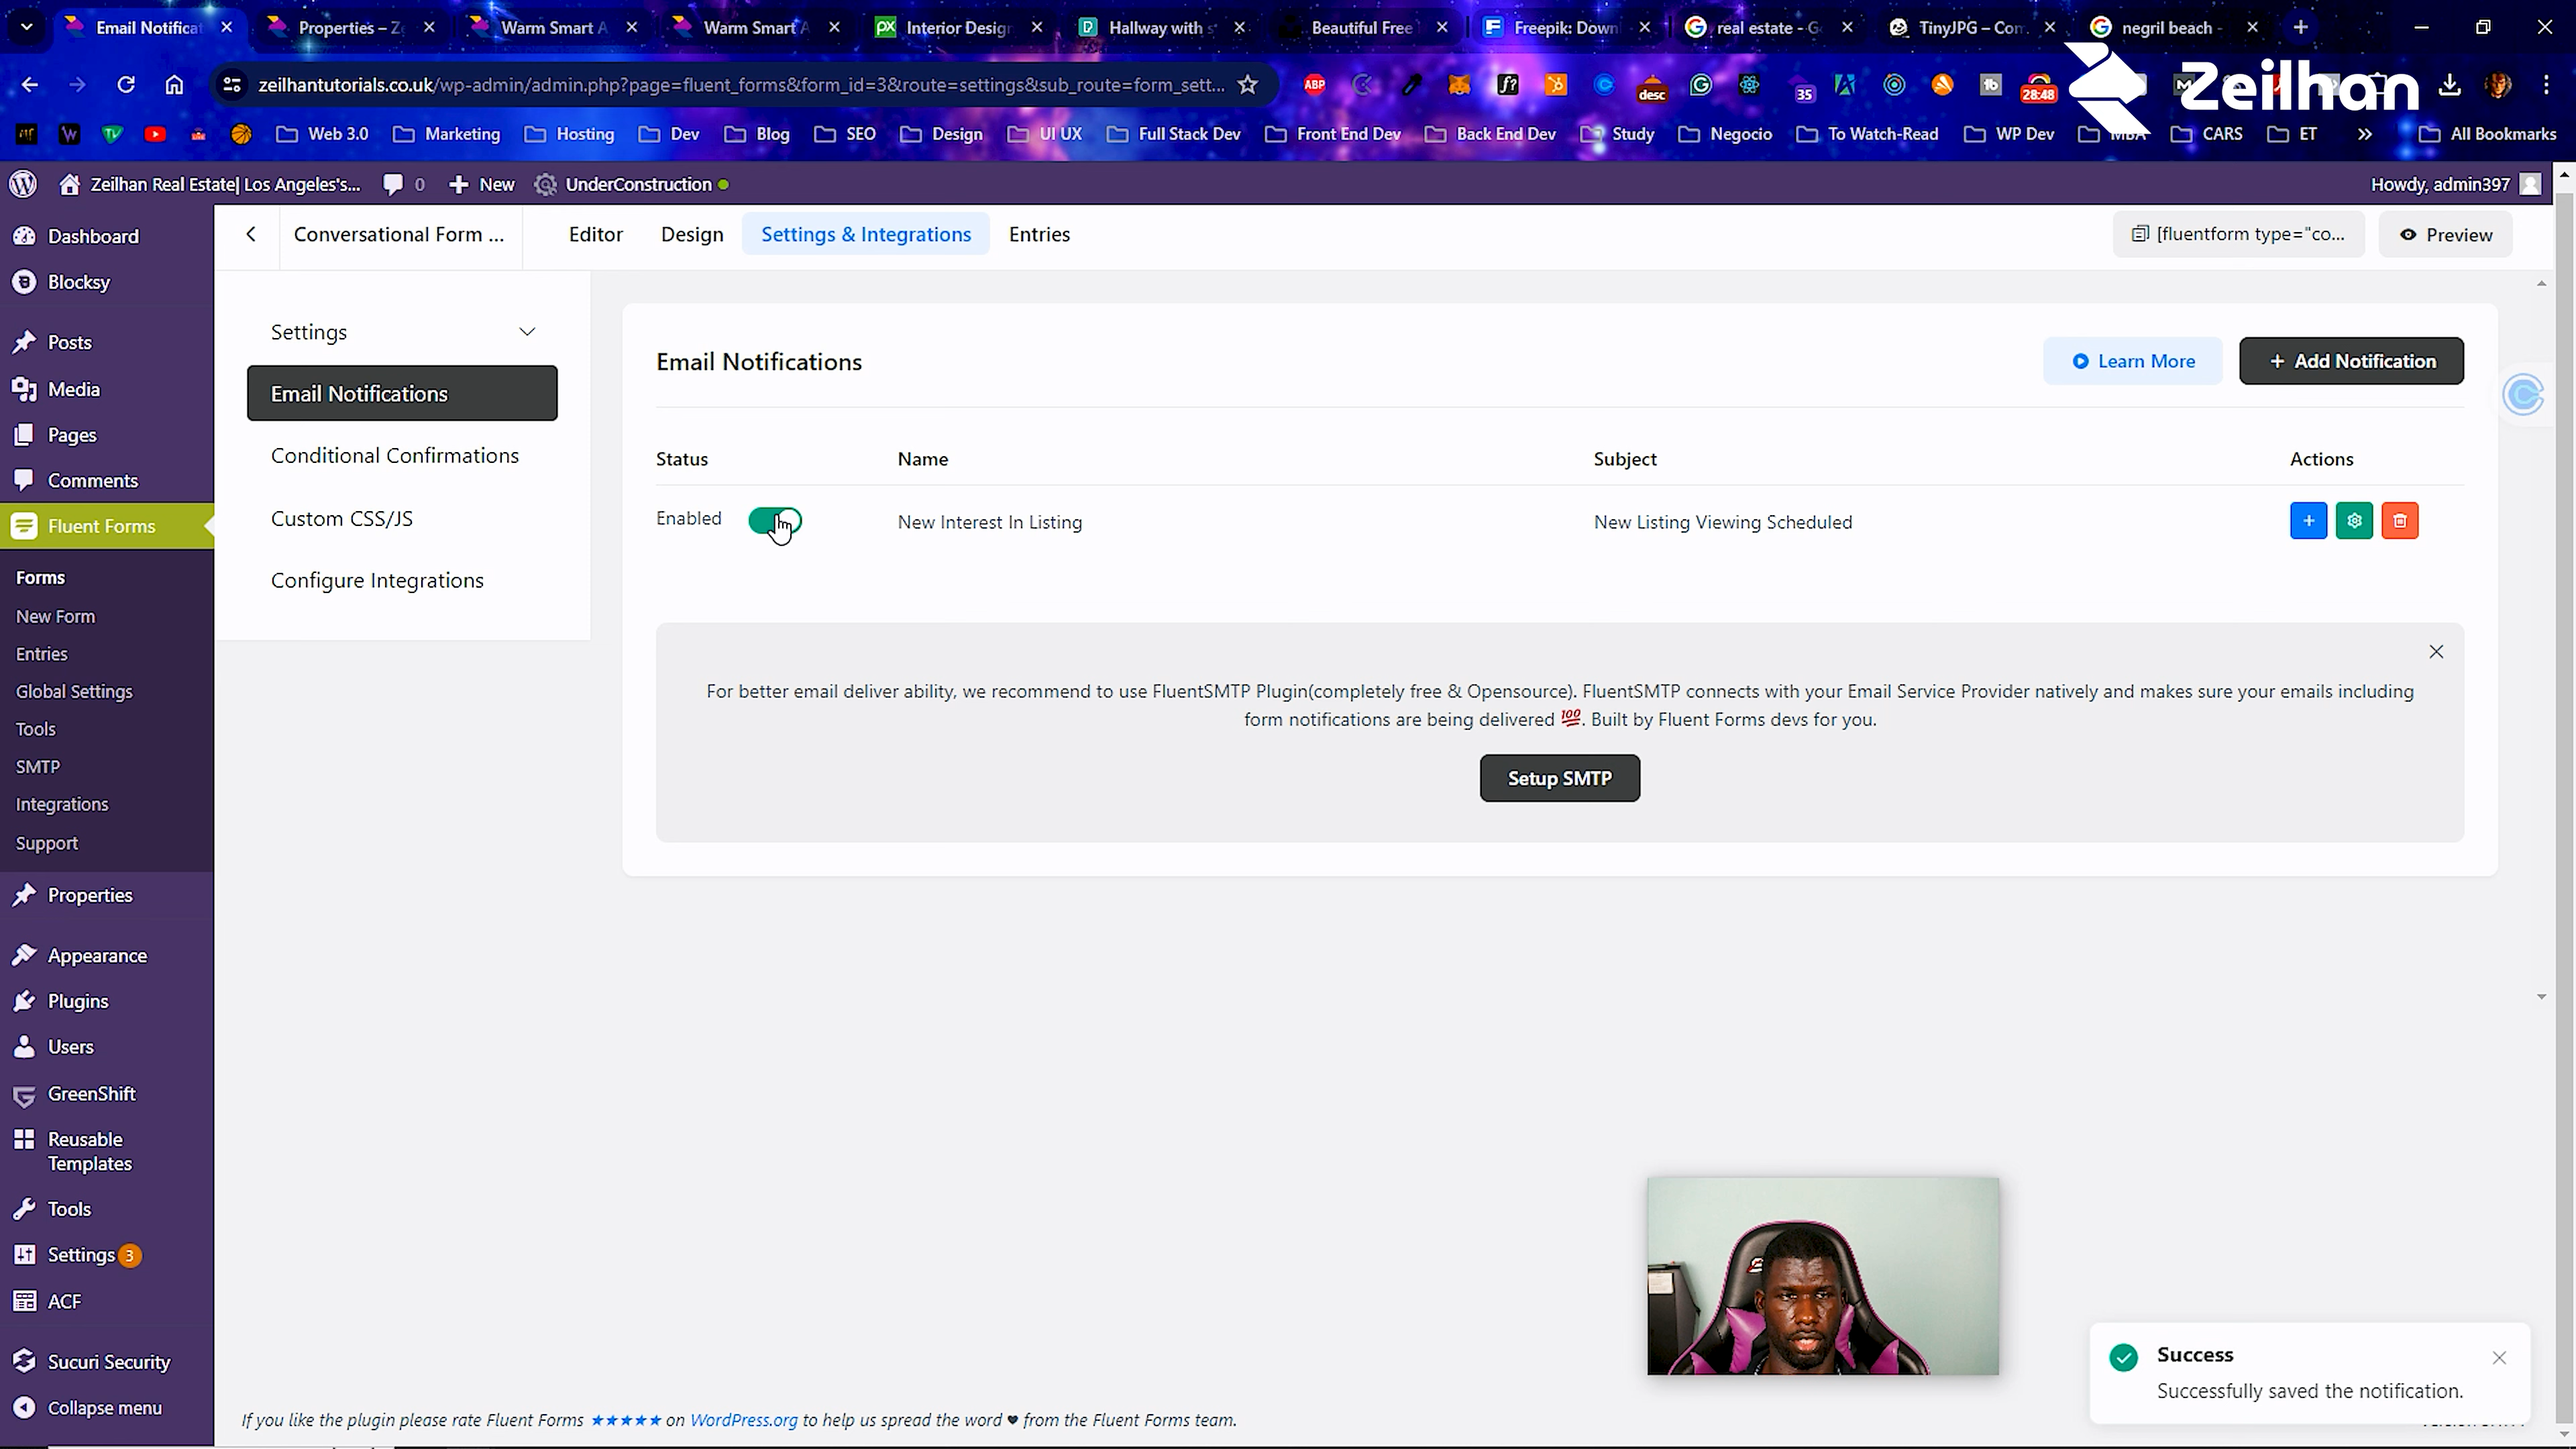 Email Notificat
Properties – Ze
Warm Smart A
Warm Smart A
Interior Design
Hallway with s
Beautiful Free
Freepik: Down
real estate - Go
TinyJPG – Com
negril beach -
zeilhantutorials.co.uk/wp-admin/admin.php?page=fluent_forms&form_id=3&route=settings&sub_route=form_sett...
ABP
f?
desc
35
tb
28:48
Zeilhan
Web 3.0
Marketing
Hosting
Dev
Blog
SEO
Design
UI UX
Full Stack Dev
Front End Dev
Back End Dev
Study
Negocio
To Watch-Read
WP Dev
MBA
CARS
ET
All Bookmarks
Zeilhan Real Estate| Los Angeles's...
0
New
UnderConstruction
Howdy, admin397
Dashboard
Blocksy
Posts
Media
Pages
Comments
Fluent Forms
Forms
New Form
Entries
Global Settings
Tools
SMTP
Integrations
Support
Properties
Appearance
Plugins
Users
GreenShift
Reusable
Templates
Tools
Settings 3
ACF
Sucuri Security
Collapse menu
Conversational Form ...
Editor
Design
Settings & Integrations
Entries
[fluentform type="co...
Preview
Settings
Email Notifications
Conditional Confirmations
Custom CSS/JS
Configure Integrations
Email Notifications
Learn More
+ Add Notification
Status
Name
Subject
Actions
Enabled
New Interest In Listing
New Listing Viewing Scheduled
For better email deliver ability, we recommend to use FluentSMTP Plugin(completely free & Opensource). FluentSMTP connects with your Email Service Provider natively and makes sure your emails including
form notifications are being delivered 💯. Built by Fluent Forms devs for you.
Setup SMTP
Success
Successfully saved the notification.
If you like the plugin please rate Fluent Forms ★★★★★ on WordPress.org to help us spread the word ♥ from the Fluent Forms team.